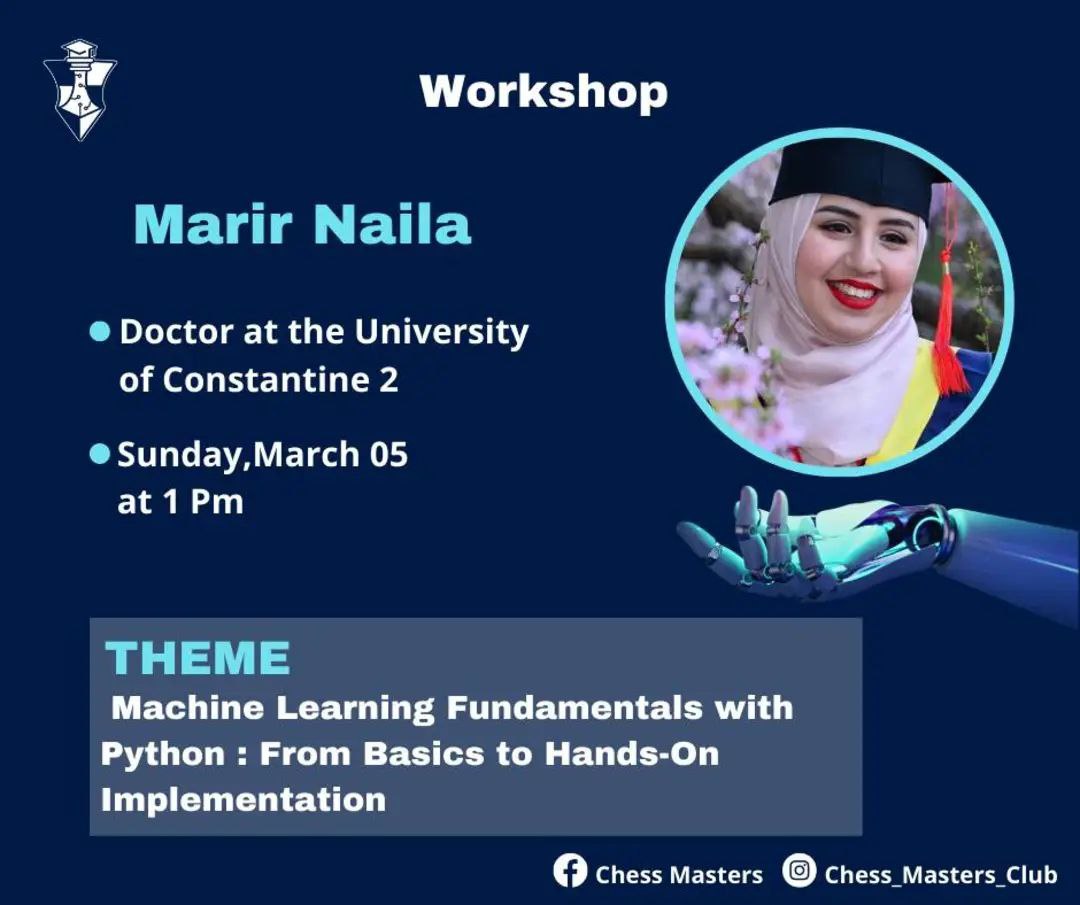 Workshop
Marir Naila
Doctor at the University
of Constantine 2
Sunday,March 05
at 1 Pm
THEME
Machine Learning Fundamentals with
Python : From Basics to Hands-On
Implementation
Chess Masters
Chess_Masters_Club